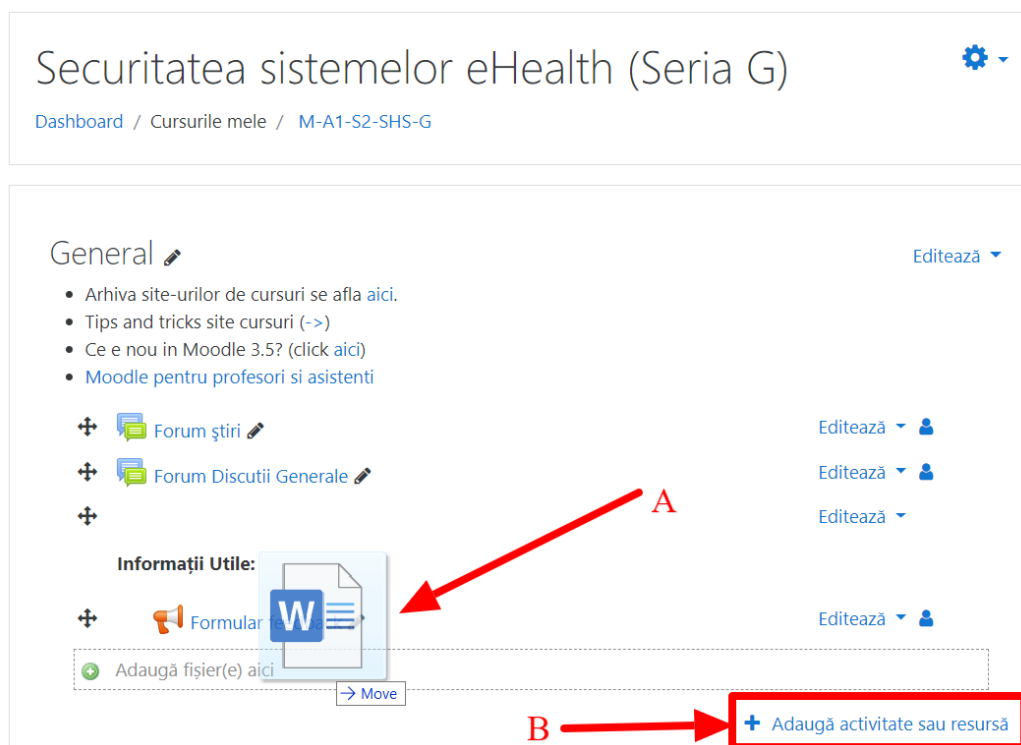 Securitatea sistemelor eHealth (Seria G)
Dashboard / Cursurile mele / M-A1-S2-SHS-G
General
Editează
Arhiva site-urilor de cursuri se afla aici.
Tips and tricks site cursuri (->)
Ce e nou in Moodle 3.5? (click aici)
Moodle pentru profesori si asistenti
Forum ştiri
Editează
Forum Discutii Generale
Editează
A
Editează
Informații Utile:
W
Formular
Editează
Adaugă fișier(e) aici
Move
B
Adaugă activitate sau resursă